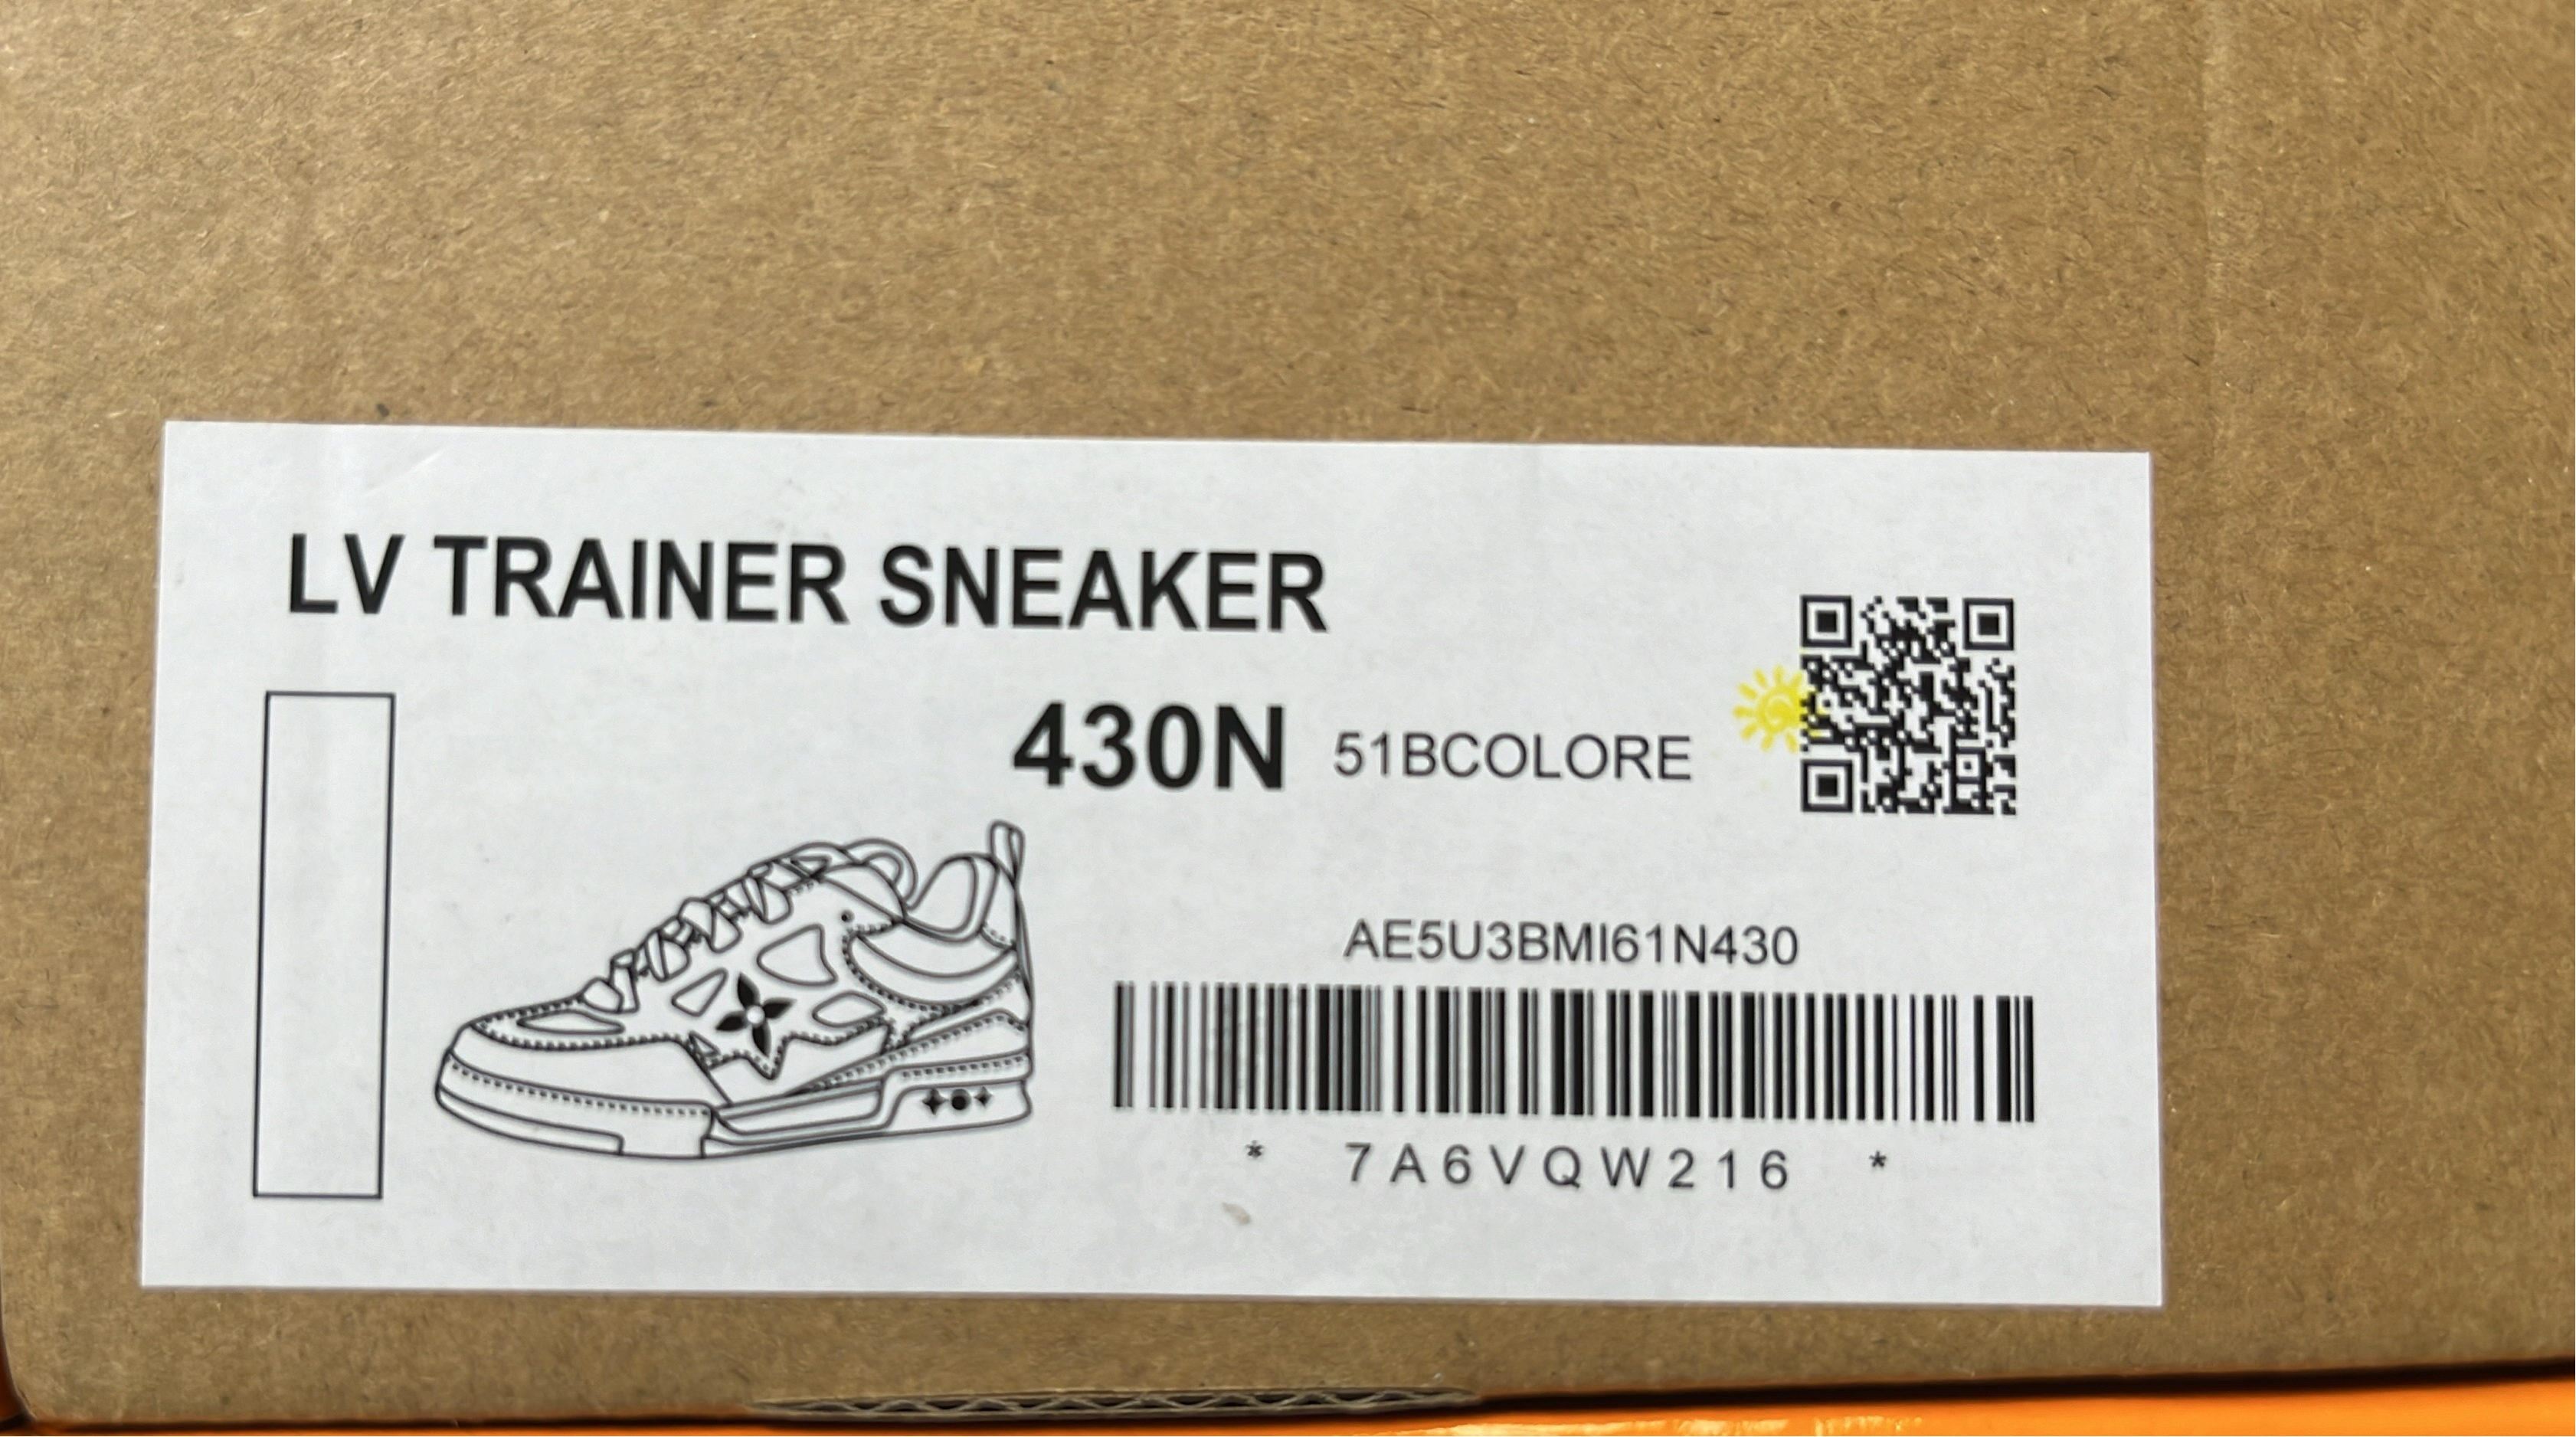 LV TRAINER SNEAKER
430N 51BCOLORE
AE5U3BMI61N430
* 7A6VQW216 *